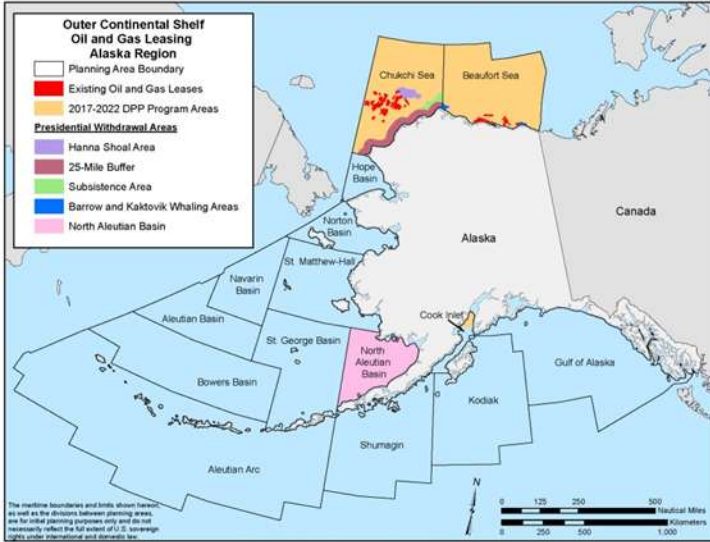 Outer Continental Shelf
Oil and Gas Leasing
Alaska Region
Planning Area Boundary
Existing Oil and Gas Leases
2017-2022 DPP Program Areas
Presidential Withdrawal Areas
Hanna Shoal Area
25-Mile Buffer
Subsistence Area
Barrow and Kaktovik Whaling Areas
North Aleutian Basin
Chukchi Sea
Beaufort Sea
Hope
Basin
Norton
Basin
Alaska
Canada
St. Matthew-Hall
Navarin
Basin
Aleutian Basin
St. George Basin
Cook Inlet
North
Aleutian
Basin
Bowers Basin
Gulf of Alaska
Kodiak
Shumagin
Aleutian Arc
N
The maritime boundaries and limits shown hereon,
as well as the divisions between planning areas,
are for initial planning purposes only and do not
necessarily reflect the full extent of U.S. sovereign
rights under international and domestic law.
0 125 250 500
Nautical Miles
Kilometers
0 250 500 1,000